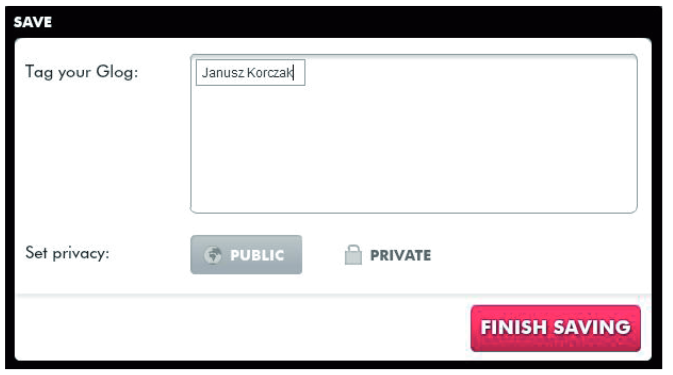 SAVE
Tag your Glog:
Janusz Korczak
Set privacy:
PUBLIC
PRIVATE
FINISH SAVING